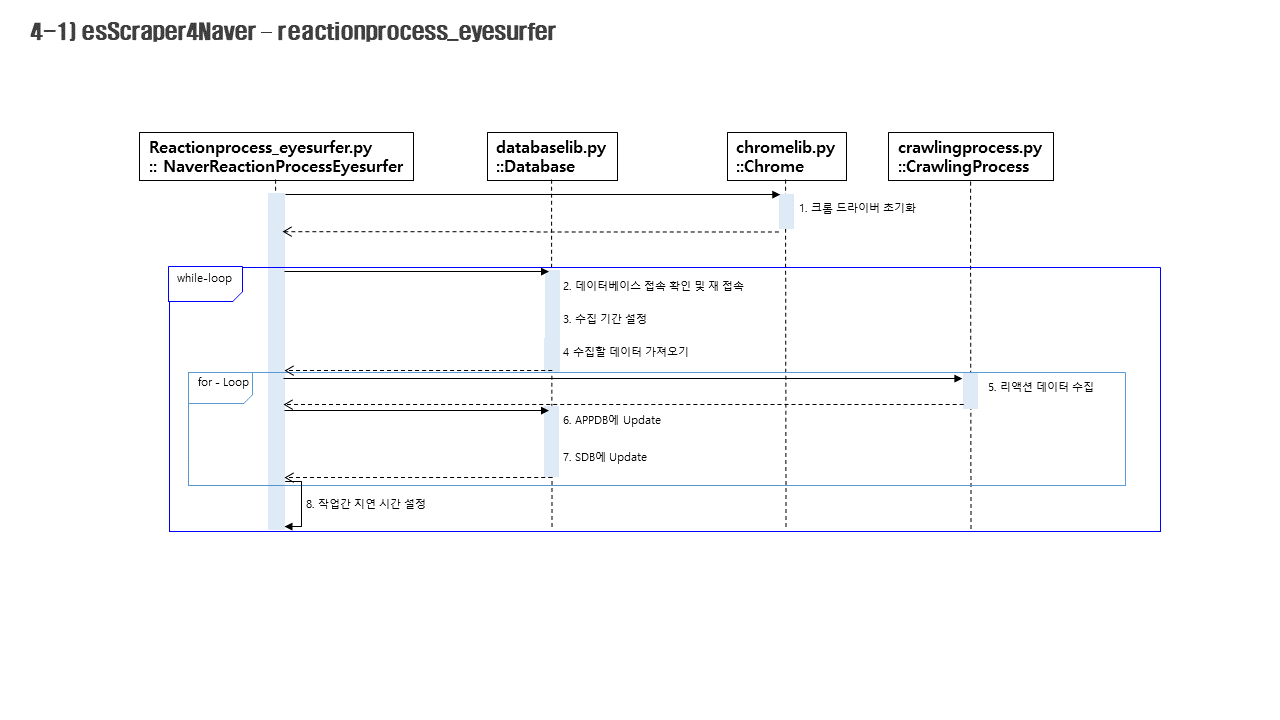 4-1) esScraper4Naver – reactionprocess_eyesurfer
Reactionprocess_eyesurfer.py
:: NaverReactionProcessEyesurfer
databaselib.py
::Database
chromelib.py
::Chrome
crawlingprocess.py
::CrawlingProcess
1. 크롬 드라이버 초기화
while-loop
2. 데이터베이스 접속 확인 및 재 접속
3. 수집 기간 설정
4 수집할 데이터 가져오기
for - Loop
5. 리액션 데이터 수집
6. APPDB에 Update
7. SDB에 Update
8. 작업간 지연 시간 설정